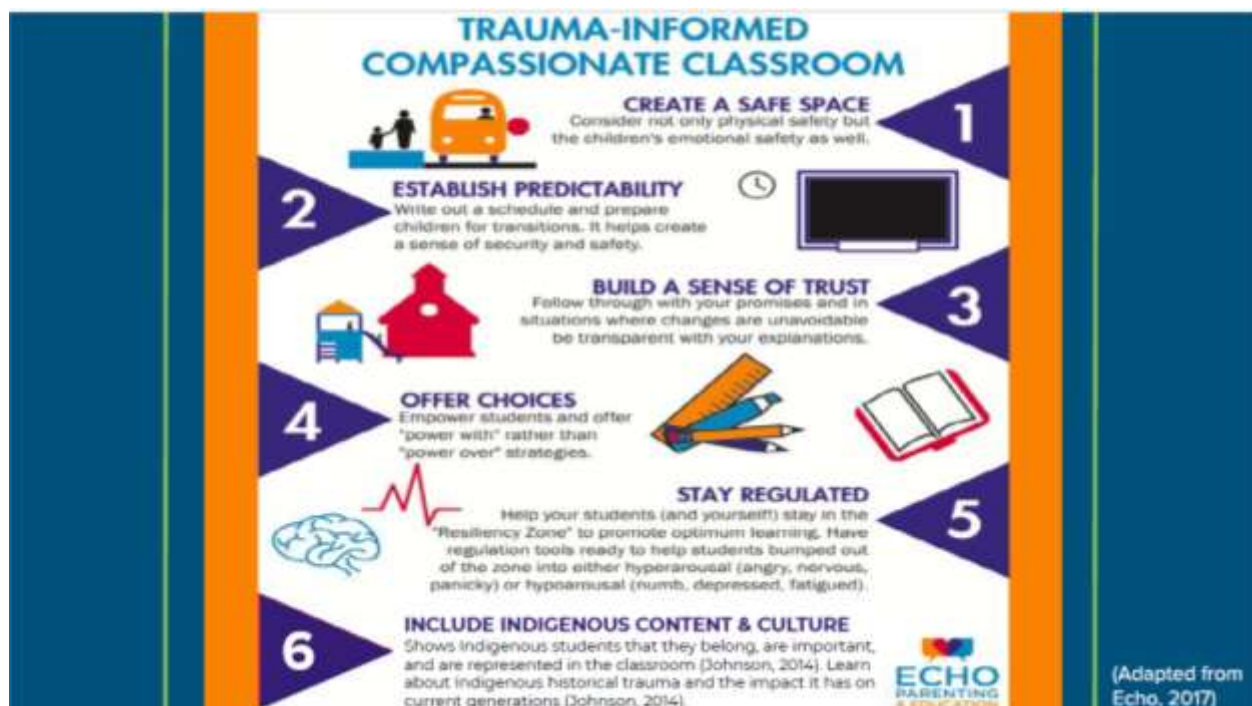 TRAUMA-INFORMED
COMPASSIONATE CLASSROOM
CREATE A SAFE SPACE
Consider not only physical safety but
the children's emotional safety as well.
1
2
ESTABLISH PREDICTABILITY
Write out a schedule and prepare
children for transitions. It helps create
a sense of security and safety.
BUILD A SENSE OF TRUST
Follow through with your promises and in
situations where changes are unavoidable
be transparent with your explanations.
3
4
OFFER CHOICES
Empower students and offer
"power with" rather than
"power over" strategies.
STAY REGULATED
Help your students (and yourself!) stay in the
"Resiliency Zone" to promote optimum learning. Have
regulation tools ready to help students bumped out
of the zone into either hyperarousal (angry, nervous,
panicky) or hypoarousal (numb, depressed, fatigued).
5
6
INCLUDE INDIGENOUS CONTENT & CULTURE
Shows Indigenous students that they belong, are important,
and are represented in the classroom (Johnson, 2014). Learn
about Indigenous historical trauma and the impact it has on
current generations (Johnson, 2014).
ECHO
PARENTING
& EDUCATION
(Adapted from
Echo, 2017)